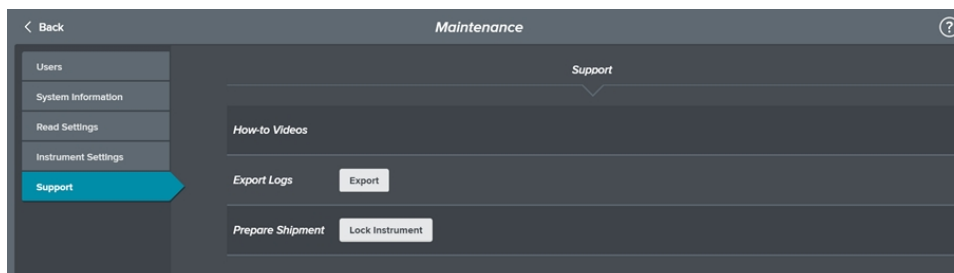 Back
Maintenance
?
Users
System Information
Read Settings
Instrument Settings
Support
Support
How-to Videos
Export Logs Export
Prepare Shipment Lock Instrument